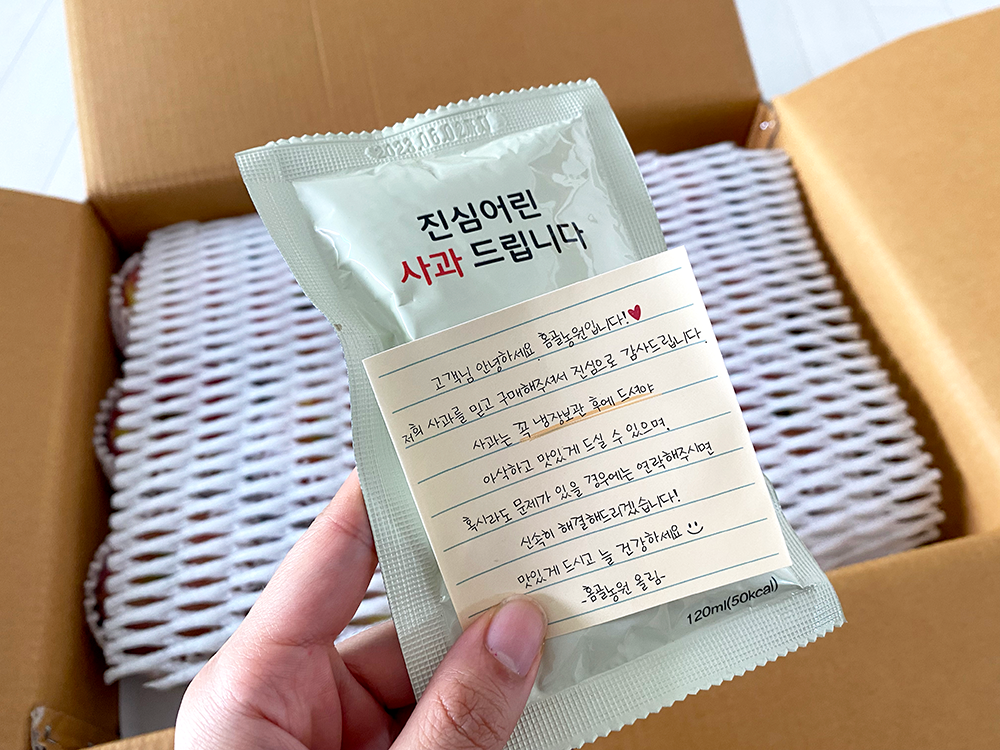 진심어린
사과 드립니다
고객님 안녕하세요. 홈골농원입니다!♥
저희 사과를 믿고 구매해주셔서 진심으로 감사드립니다.
사과는 꼭 냉장보관 후에 드셔야
아삭하고 맛있게 드실 수 있으며,
혹시라도 문제가 있을 경우에는 연락해주시면
신속히 해결해드리겠습니다!
맛있게 드시고 늘 건강하세요
-홈골농원 올림-
120ml(50kcal)